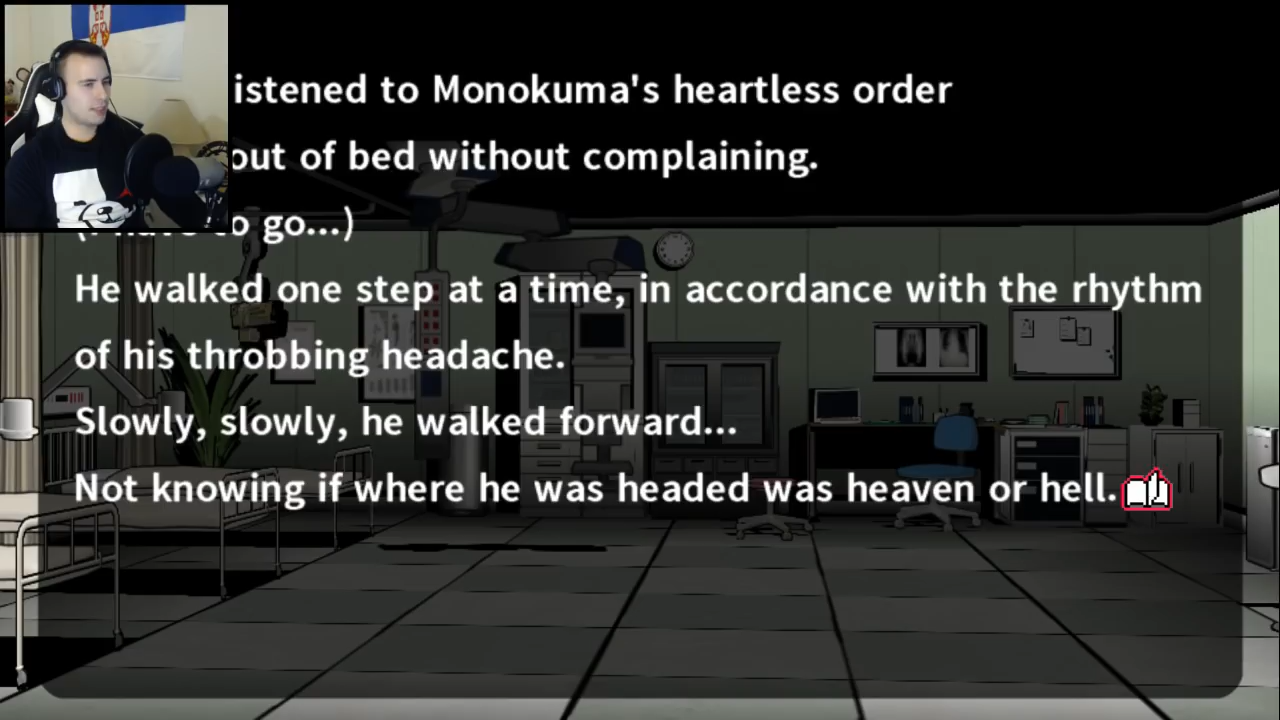 istened to Monokuma's heartless order
out of bed without complaining.
to go...)
He walked one step at a time, in accordance with the rhythm
of his throbbing headache.
Slowly, slowly, he walked forward...
Not knowing if where he was headed was heaven or hell.